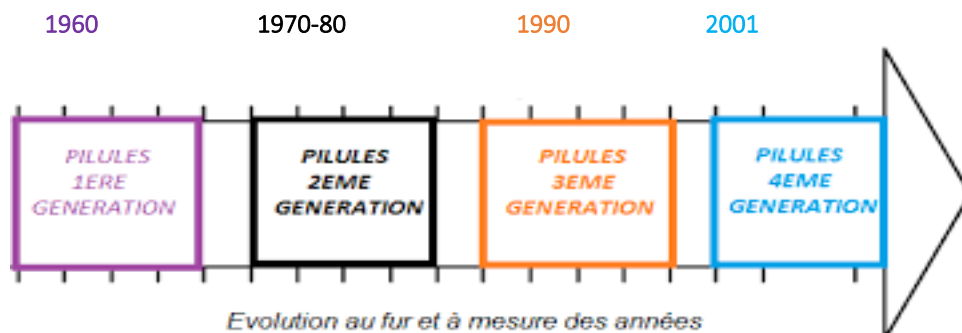 1960 1970-80 1990 2001
PILULES 1ERE GENERATION
PILULES 2EME GENERATION
PILULES 3EME GENERATION
PILULES 4EME GENERATION
Evolution au fur et à mesure des années